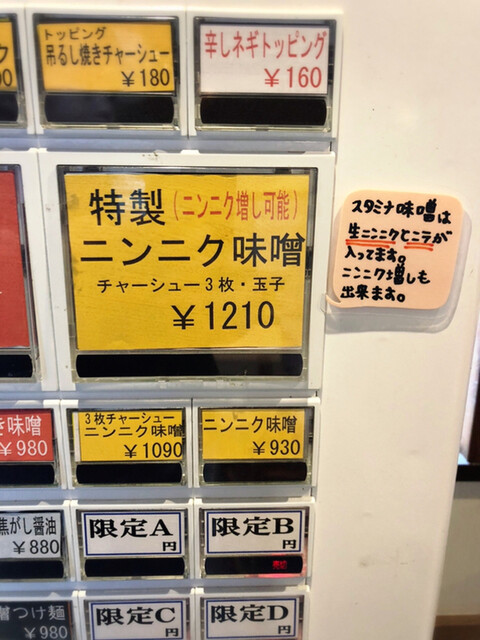 トッピング
吊るし焼きチャーシュー
￥180
辛しネギトッピング
￥160
特製(ニンニク増し可能)
ニンニク味噌
チャーシュー3枚・玉子
￥1210
スタミナ味噌は
生ニンニクとニラが
入ってます。
ニンニク増しも
出来ます。
味噌
￥980
3枚チャーシュー
ニンニク味噌
￥1090
ニンニク味噌
￥930
焦がし醤油
￥880
限定A
円
限定B
円
売切
つけ麺
￥980
限定C
円
限定D
円